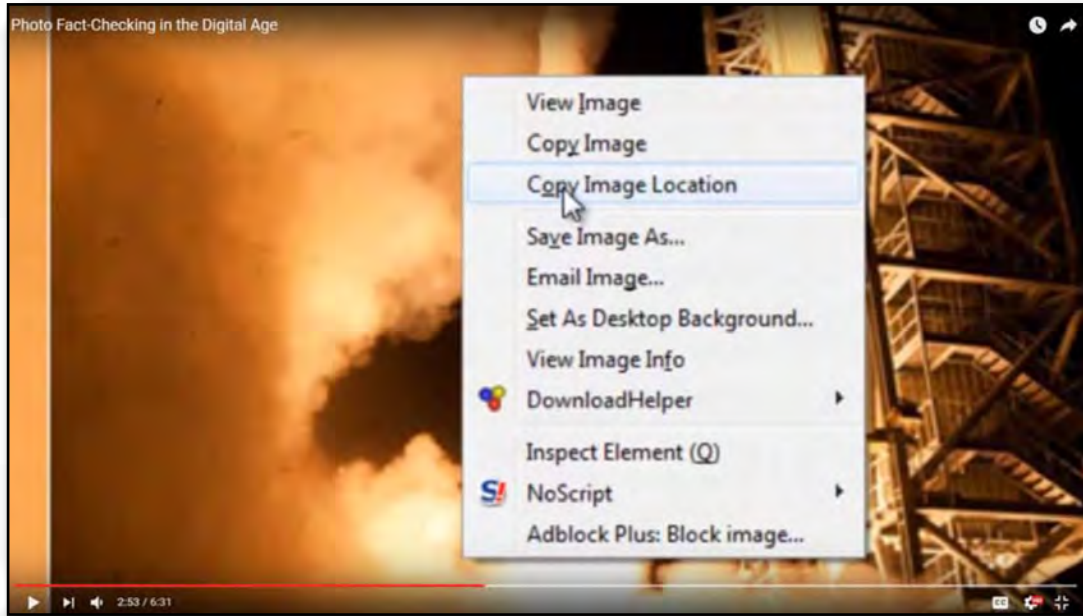 Photo Fact-Checking in the Digital Age
View Image
Copy Image
Copy Image Location
Save Image As...
Email Image...
Set As Desktop Background...
View Image Info
DownloadHelper
Inspect Element (Q)
S! NoScript
Adblock Plus: Block image...
2:53 / 6:31
CC